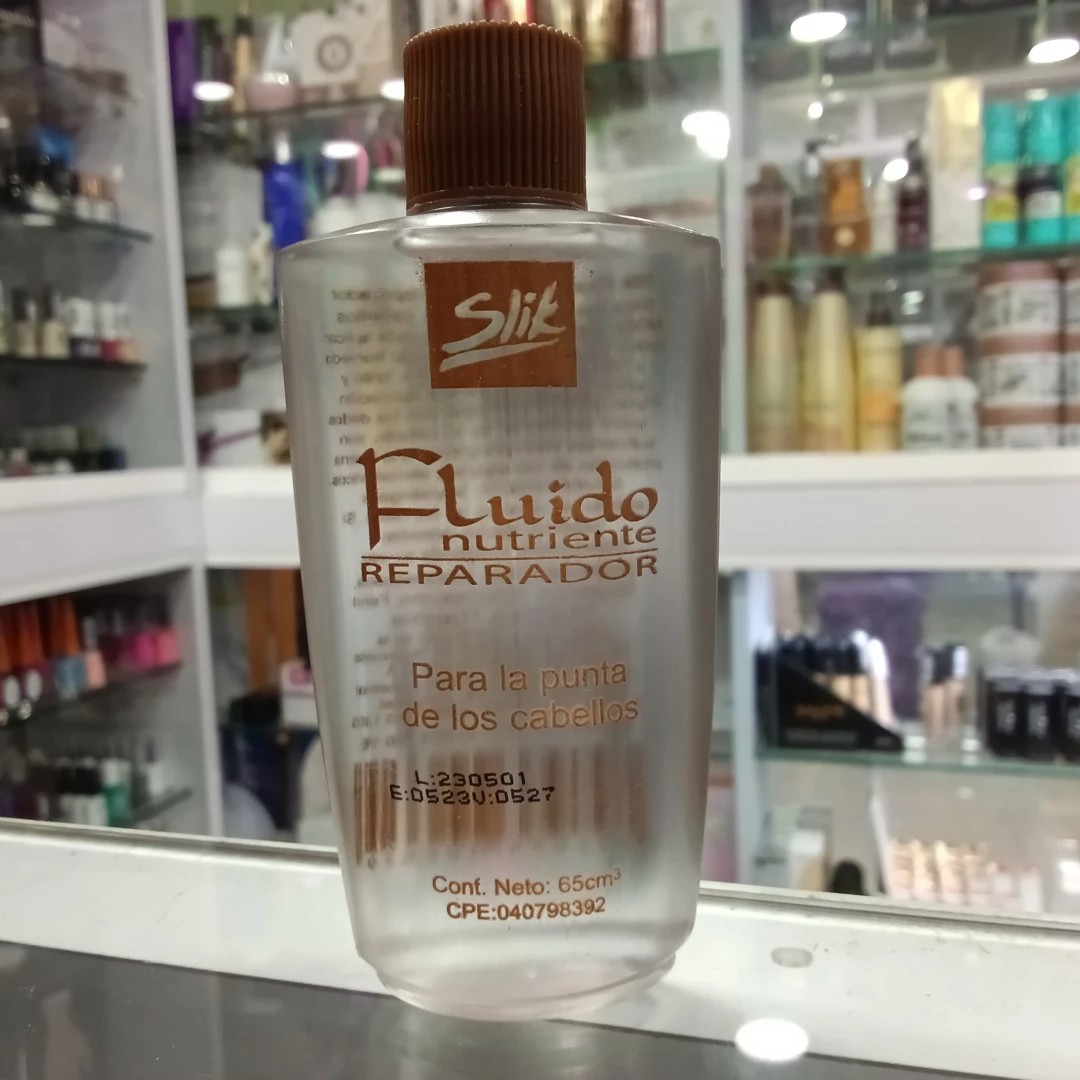 Slik
Fluido
nutriente
REPARADOR
Para la punta
de los cabellos
L:230501
E:0523V:0527
Cont. Neto: 65cm³
CPE:040798392